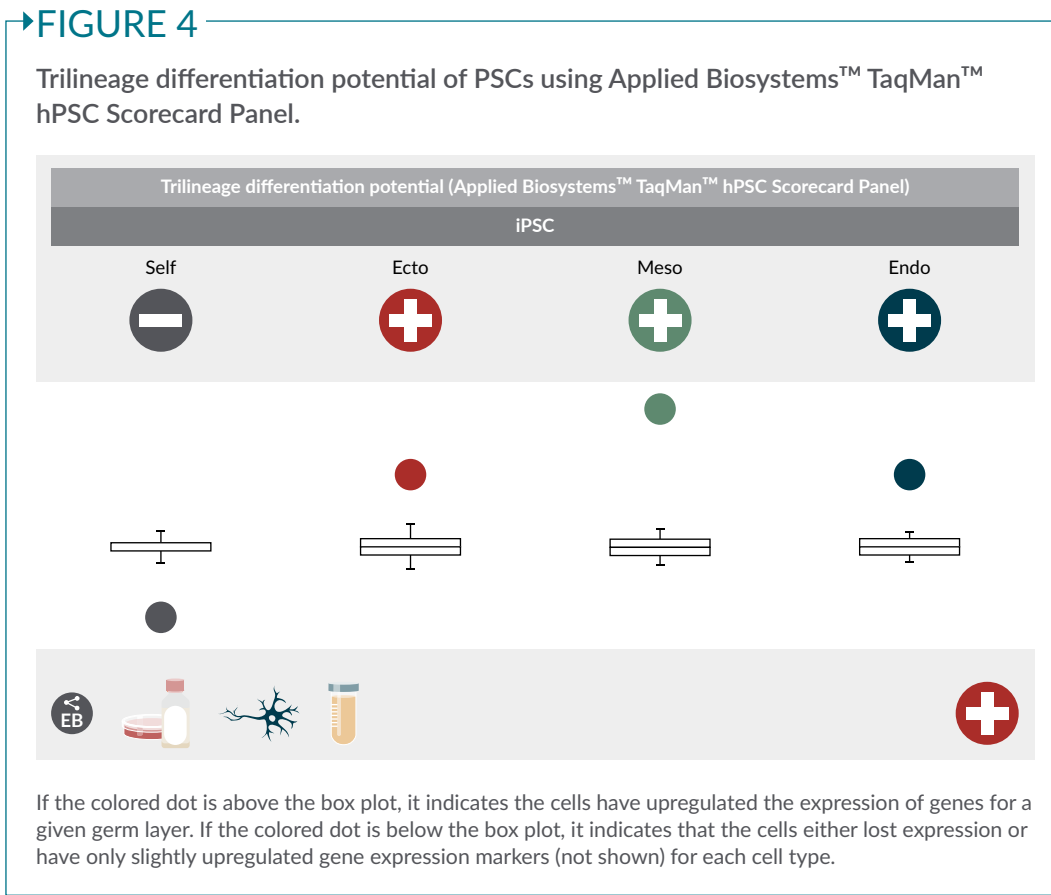 FIGURE 4
Trilineage differentiation potential of PSCs using Applied Biosystems™ TaqMan™
hPSC Scorecard Panel.
Trilineage differentiation potential (Applied Biosystems™ TaqMan™ hPSC Scorecard Panel)
iPSC
Self Ecto Meso Endo
EB
If the colored dot is above the box plot, it indicates the cells have upregulated the expression of genes for a
given germ layer. If the colored dot is below the box plot, it indicates that the cells either lost expression or
have only slightly upregulated gene expression markers (not shown) for each cell type.